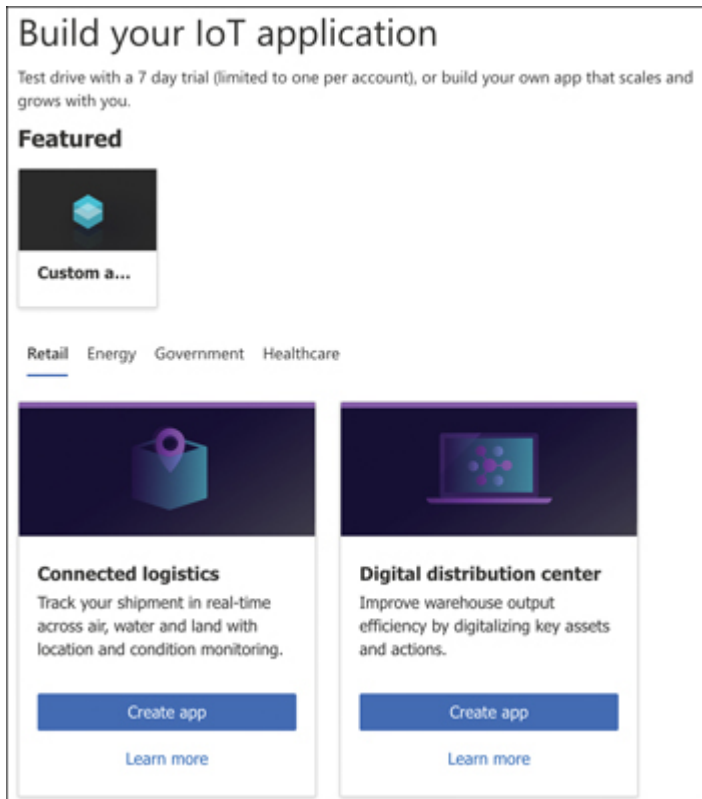 Build your IoT application
Test drive with a 7 day trial (limited to one per account), or build your own app that scales and
grows with you.
Featured
Custom a...
Retail Energy Government Healthcare
Connected logistics
Track your shipment in real-time
across air, water and land with
location and condition monitoring.
Create app
Learn more
Digital distribution center
Improve warehouse output
efficiency by digitalizing key assets
and actions.
Create app
Learn more